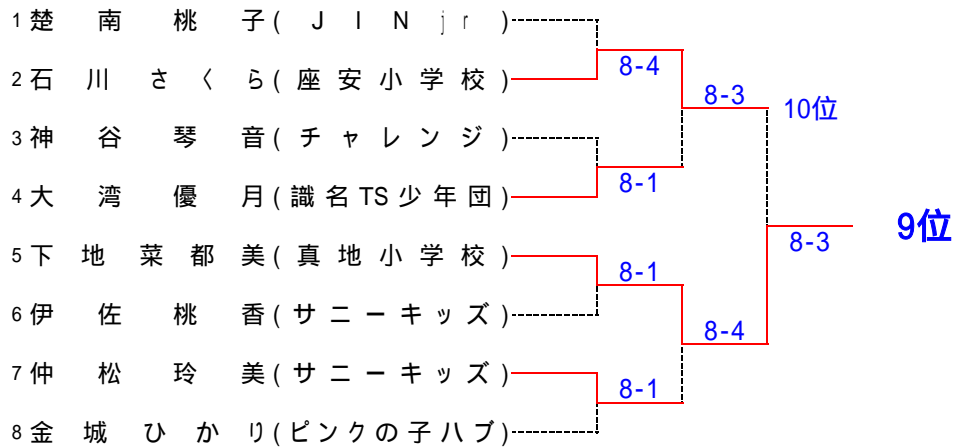 1 楚南桃子(JINjr)
2 石川さくら(座安小学校)
3 神谷琴音(チャレンジ)
4 大湾優月(識名TS少年団)
5 下地菜都美(真地小学校)
6 伊佐桃香(サニーキッズ)
7 仲松玲美(サニーキッズ)
8 金城ひかり(ピンクの子ハブ)
8-4
8-1
8-1
8-1
8-3
8-4
10位
8-3
9位